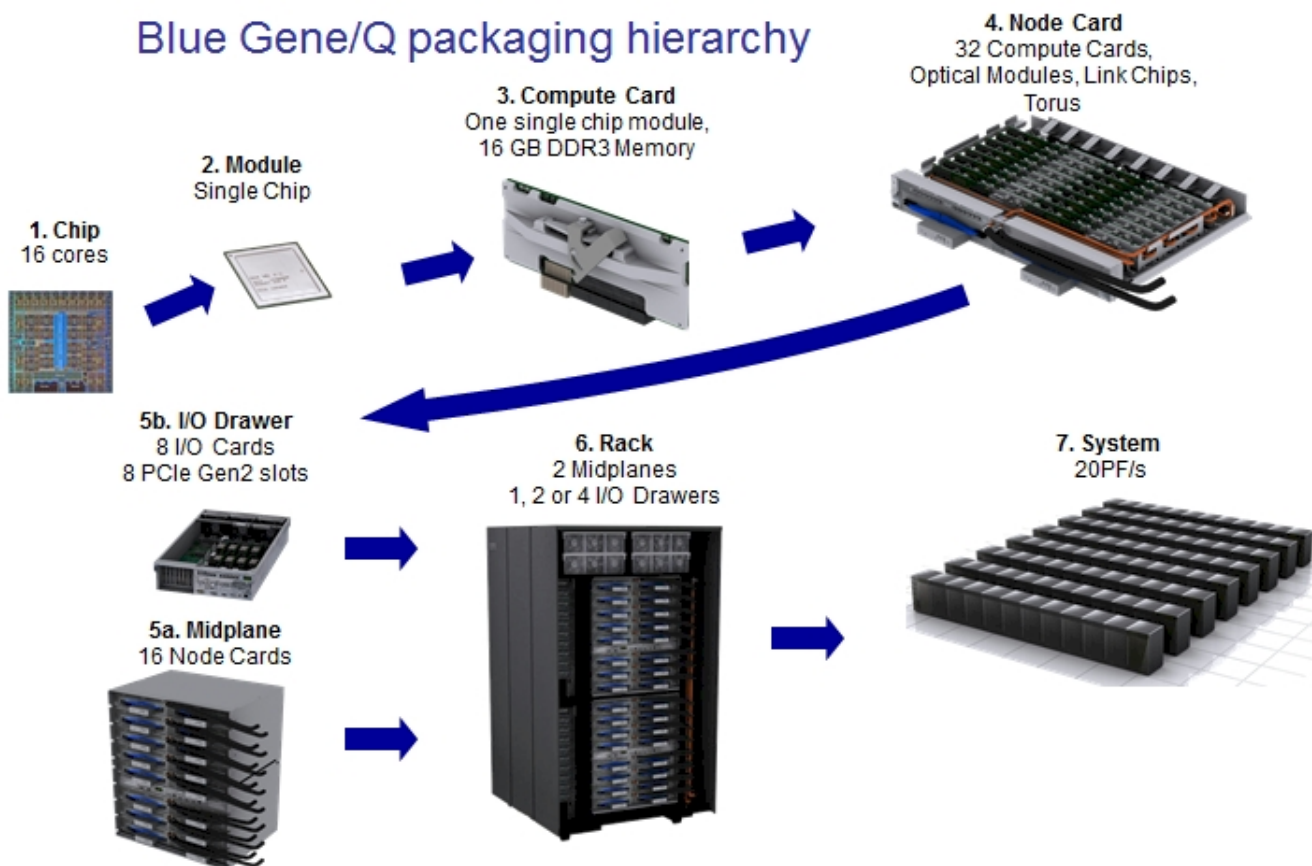 Blue Gene/Q packaging hierarchy
1. Chip
16 cores
2. Module
Single Chip
3. Compute Card
One single chip module,
16 GB DDR3 Memory
4. Node Card
32 Compute Cards,
Optical Modules, Link Chips,
Torus
5b. I/O Drawer
8 I/O Cards
8 PCIe Gen2 slots
5a. Midplane
16 Node Cards
6. Rack
2 Midplanes
1, 2 or 4 I/O Drawers
7. System
20PF/s